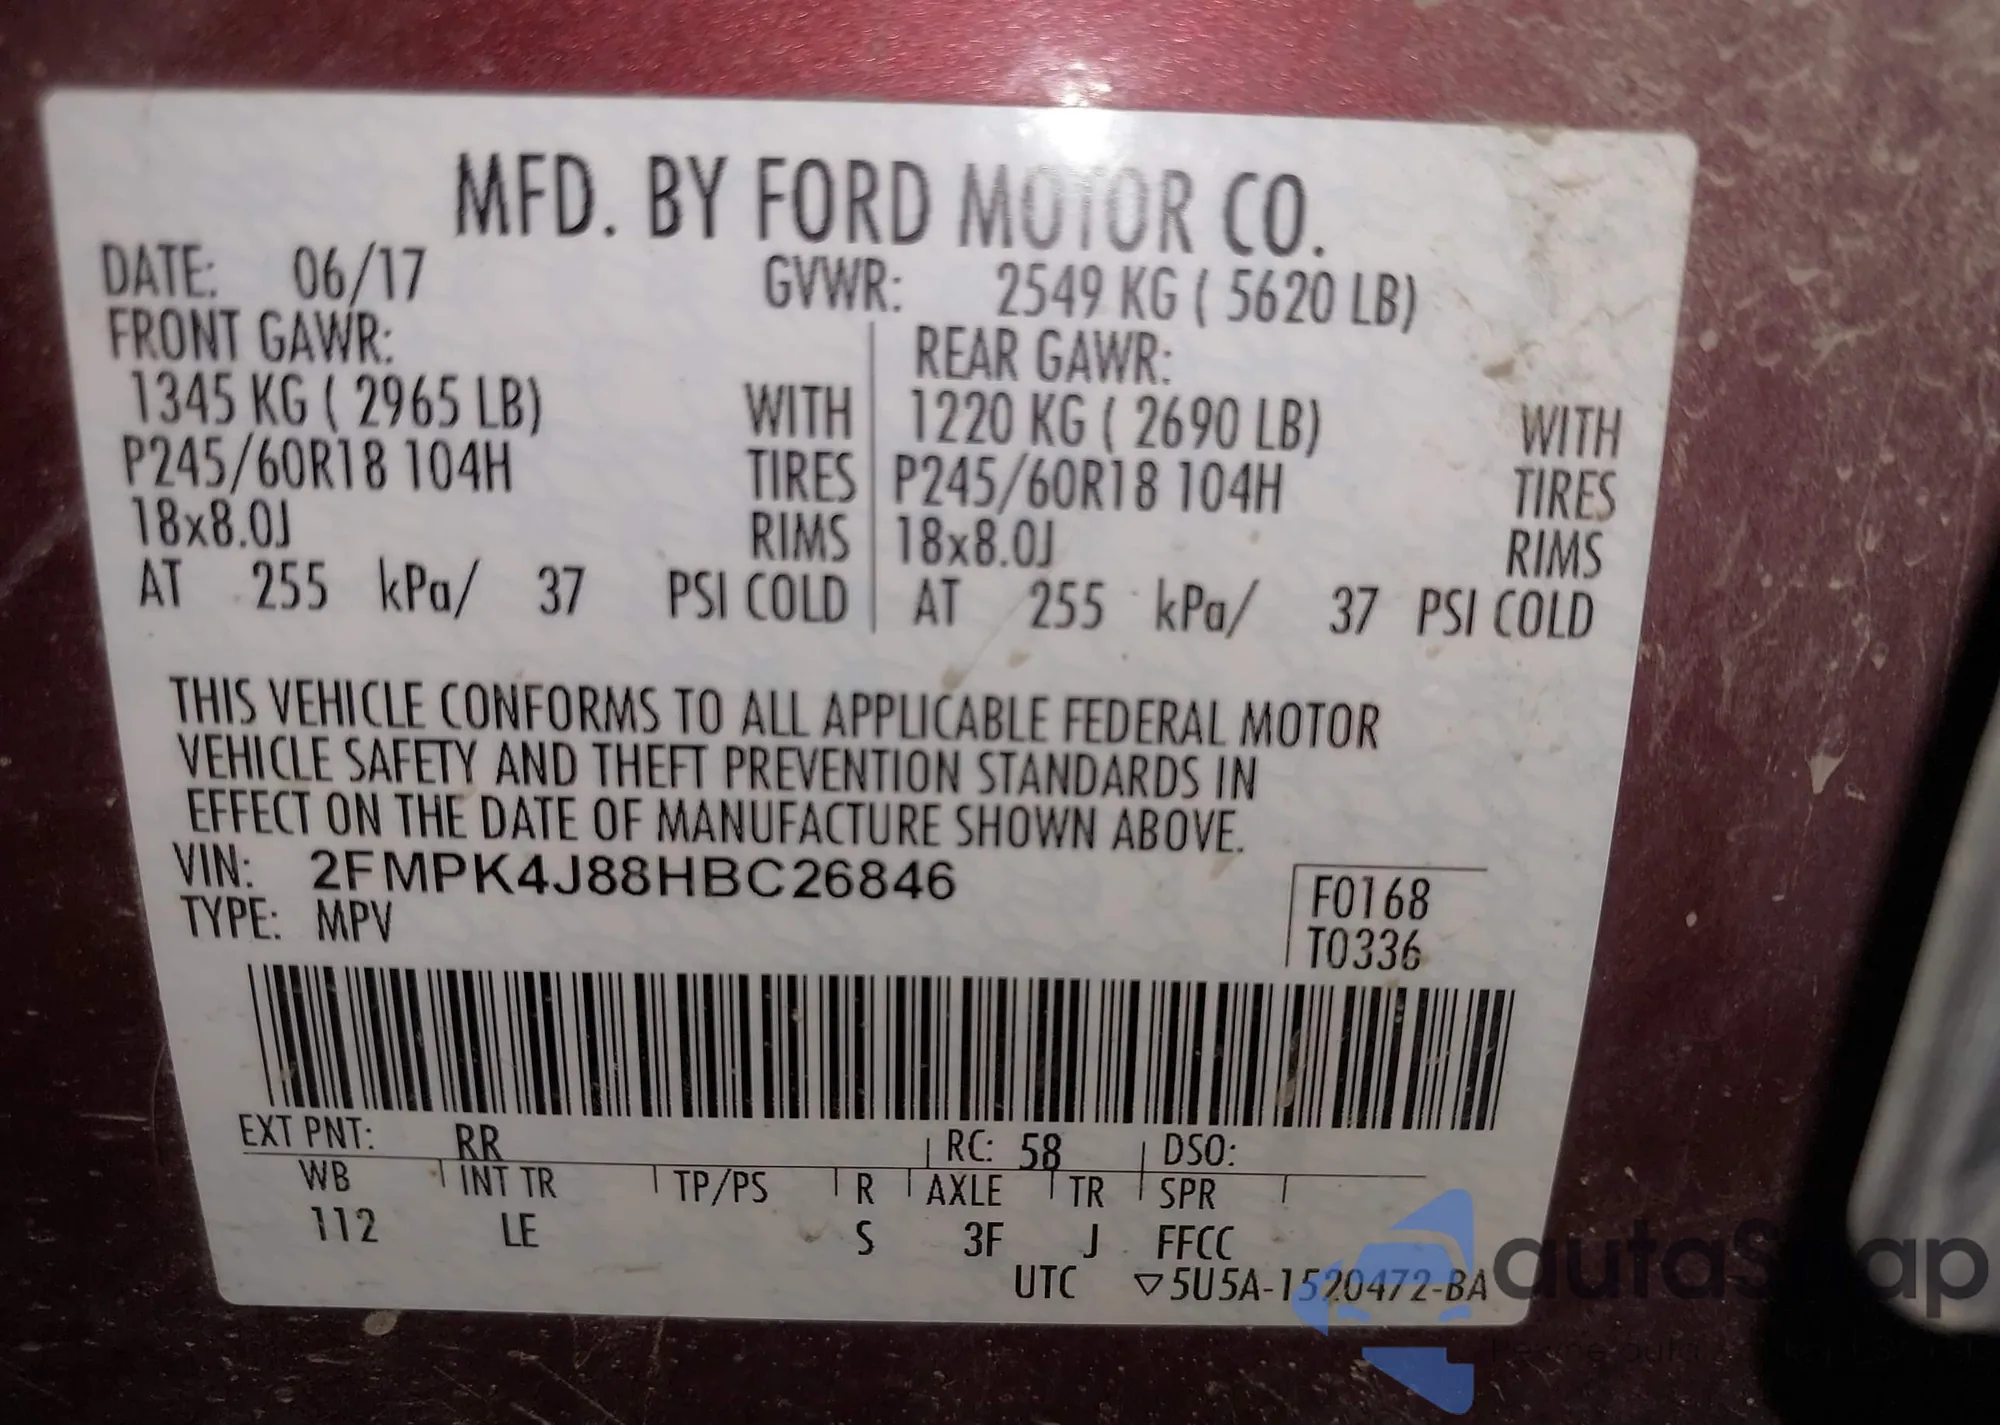 MFD. BY FORD MOTOR CO.
DATE: 06/17 GVWR: 2549 KG ( 5620 LB)
FRONT GAWR: REAR GAWR:
1345 KG ( 2965 LB) WITH 1220 KG ( 2690 LB) WITH
P245/60R18 104H TIRES P245/60R18 104H TIRES
18x8.0J RIMS 18x8.0J RIMS
AT 255 kPa/ 37 PSI COLD AT 255 kPa/ 37 PSI COLD
THIS VEHICLE CONFORMS TO ALL APPLICABLE FEDERAL MOTOR
VEHICLE SAFETY AND THEFT PREVENTION STANDARDS IN
EFFECT ON THE DATE OF MANUFACTURE SHOWN ABOVE.
VIN: 2FMPK4J88HBC26846 F0168
TYPE: MPV T0336
EXT PNT: RR RC: 58 DSO:
WB INT TR TP/PS R AXLE TR SPR
112 LE S 3F J FFCC
UTC ▽5U5A-1520472-BA
autaSnap